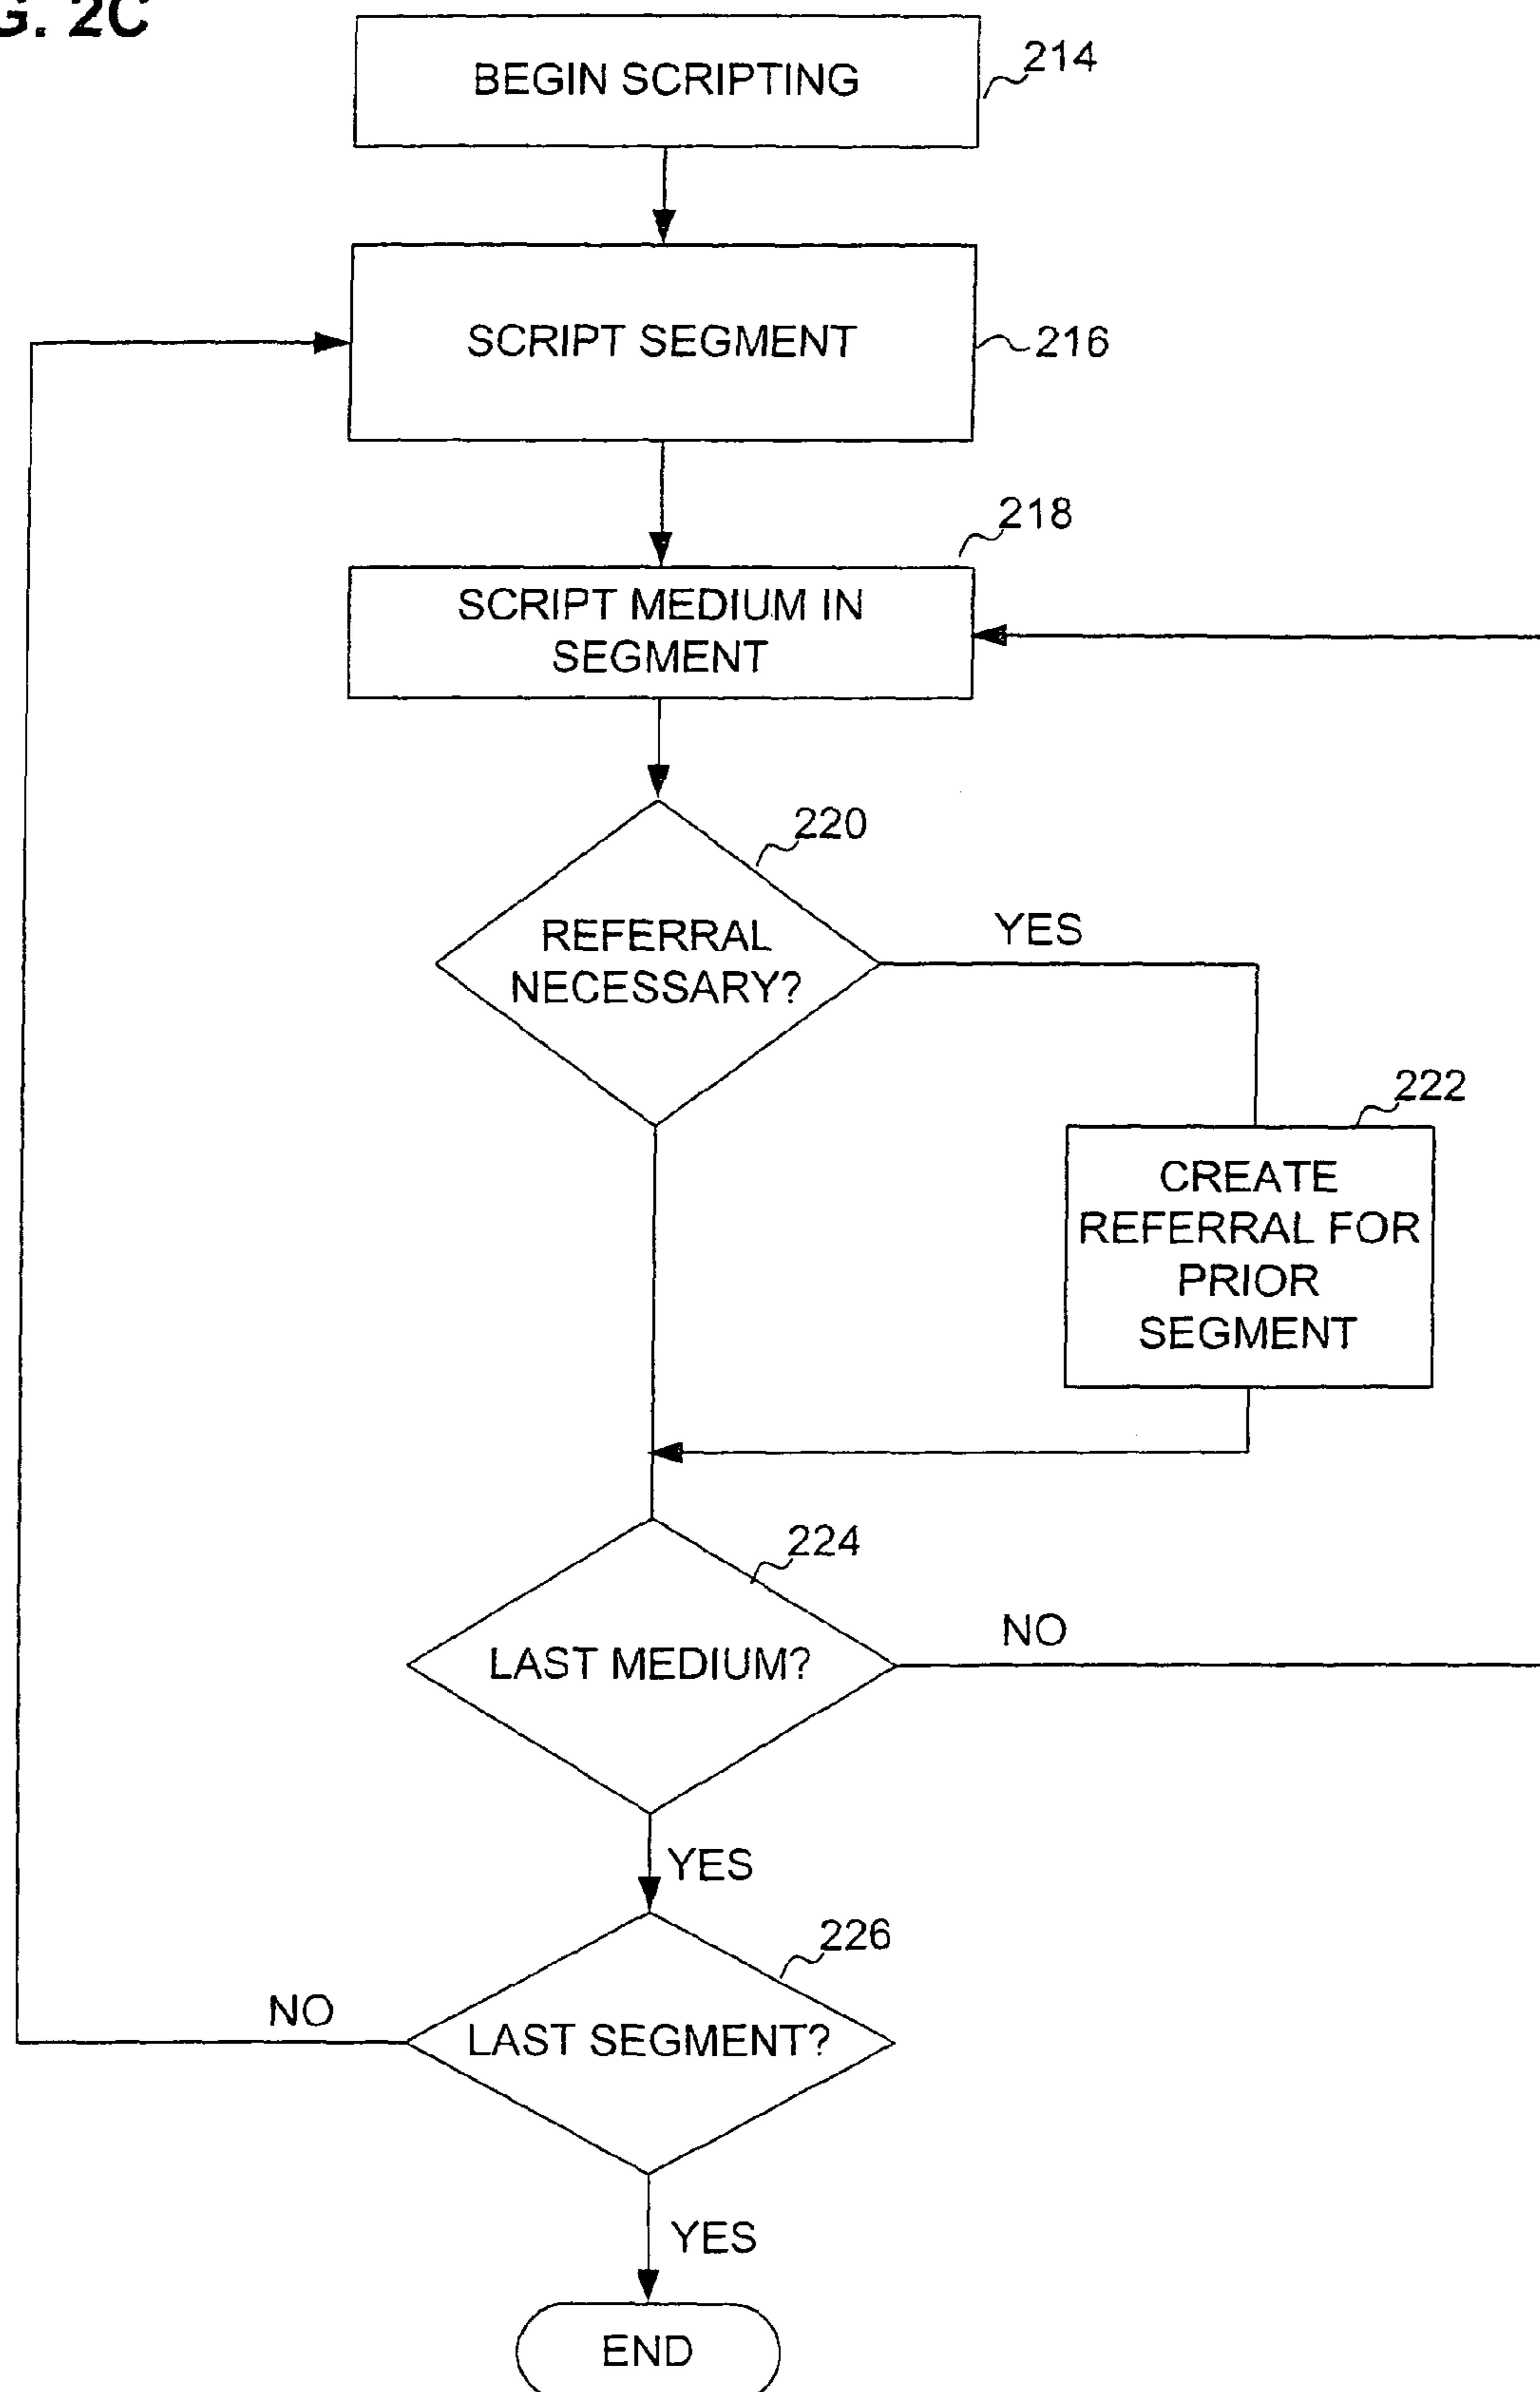 G. 2C
BEGIN SCRIPTING
214
SCRIPT SEGMENT
216
218
SCRIPT MEDIUM IN
SEGMENT
220
REFERRAL
NECESSARY?
YES
222
CREATE
REFERRAL FOR
PRIOR
SEGMENT
224
LAST MEDIUM?
NO
YES
226
NO
LAST SEGMENT?
YES
END